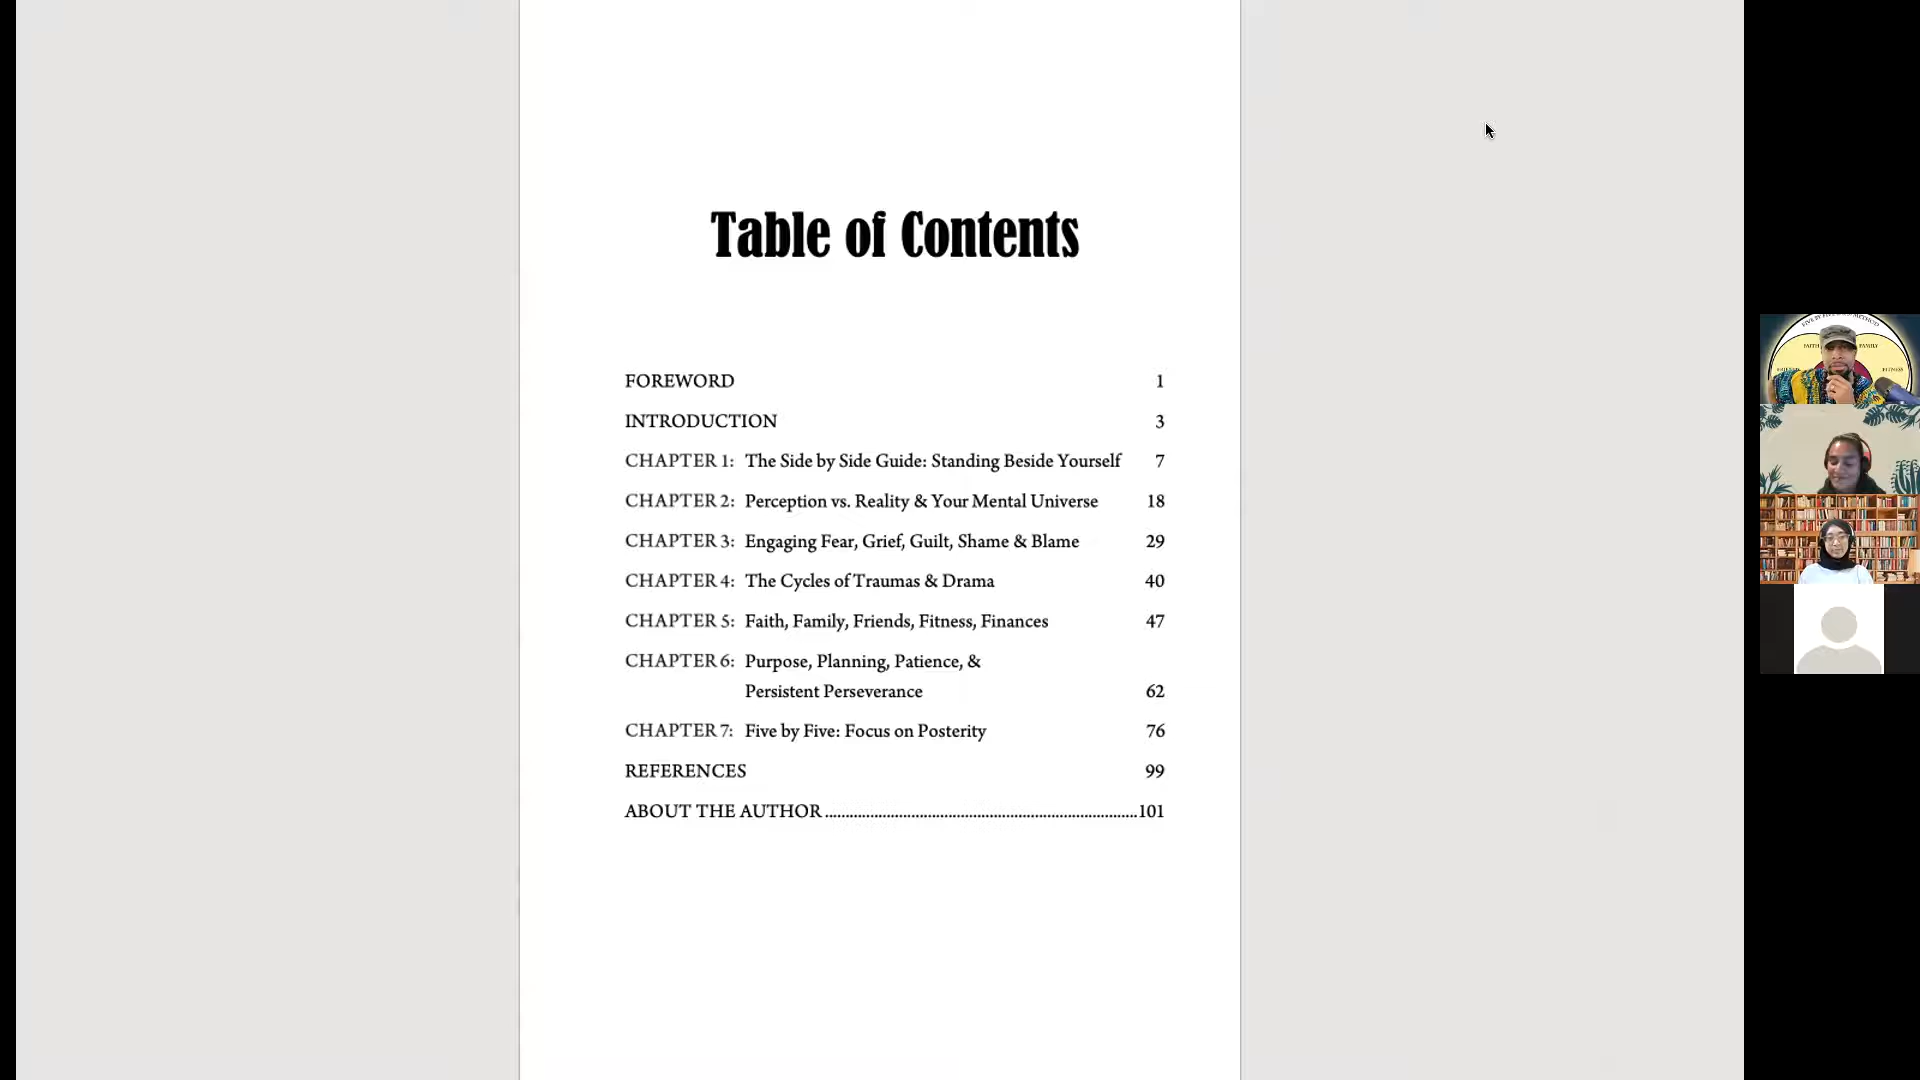 Table of Contents
FOREWORD 1
INTRODUCTION 3
CHAPTER 1: The Side by Side Guide: Standing Beside Yourself 7
CHAPTER 2: Perception vs. Reality & Your Mental Universe 18
CHAPTER 3: Engaging Fear, Grief, Guilt, Shame & Blame 29
CHAPTER 4: The Cycles of Traumas & Drama 40
CHAPTER 5: Faith, Family, Friends, Fitness, Finances 47
CHAPTER 6: Purpose, Planning, Patience, &
Persistent Perseverance 62
CHAPTER 7: Five by Five: Focus on Posterity 76
REFERENCES 99
ABOUT THE AUTHOR ........................................................................... 101
FAITH FAMILY
FITNESS